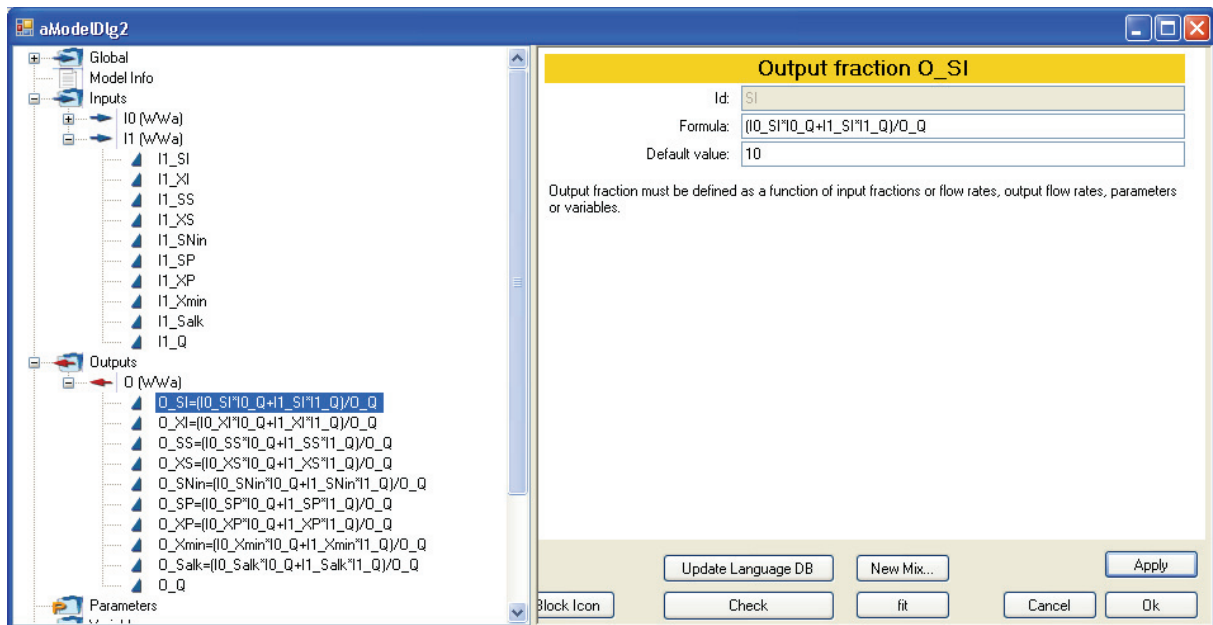 aModelDlg2
Global
Model Info
Inputs
I0 (WWa)
I1 (WWa)
I1_SI
I1_XI
I1_SS
I1_XS
I1_SNin
I1_SP
I1_XP
I1_Xmin
I1_Salk
I1_Q
Outputs
O (WWa)
O_SI=(I0_SI*I0_Q+I1_SI*I1_Q)/O_Q
O_XI=(I0_XI*I0_Q+I1_XI*I1_Q)/O_Q
O_SS=(I0_SS*I0_Q+I1_SS*I1_Q)/O_Q
O_XS=(I0_XS*I0_Q+I1_XS*I1_Q)/O_Q
O_SNin=(I0_SNin*I0_Q+I1_SNin*I1_Q)/O_Q
O_SP=(I0_SP*I0_Q+I1_SP*I1_Q)/O_Q
O_XP=(I0_XP*I0_Q+I1_XP*I1_Q)/O_Q
O_Xmin=(I0_Xmin*I0_Q+I1_Xmin*I1_Q)/O_Q
O_Salk=(I0_Salk*I0_Q+I1_Salk*I1_Q)/O_Q
O_Q
Parameters
Output fraction O_SI
Id: SI
Formula: (I0_SI*I0_Q+I1_SI*I1_Q)/O_Q
Default value: 10
Output fraction must be defined as a function of input fractions or flow rates, output flow rates, parameters
or variables.
Update Language DB New Mix... Apply
Block Icon Check fit Cancel Ok